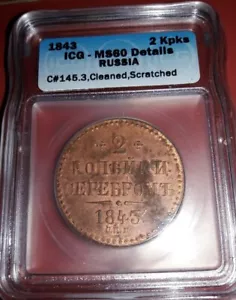 1843 2 Kpks
ICG - MS60 Details
RUSSIA
C#145.3,Cleaned,Scratched
2
КОПѢЙКИ
СЕРЕБРОМЪ
1843